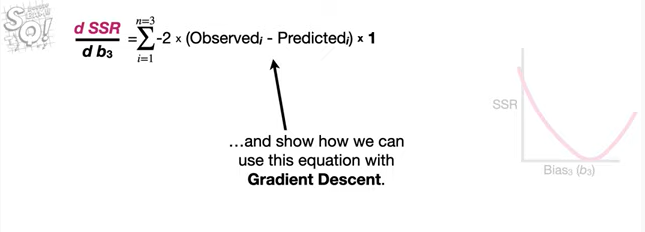 SQ!
n=3
d SSR
d b₃
= ∑ -2 × (Observedᵢ - Predictedᵢ) × 1
i=1
...and show how we can
use this equation with
Gradient Descent.
SSR
Bias₃ (b₃)